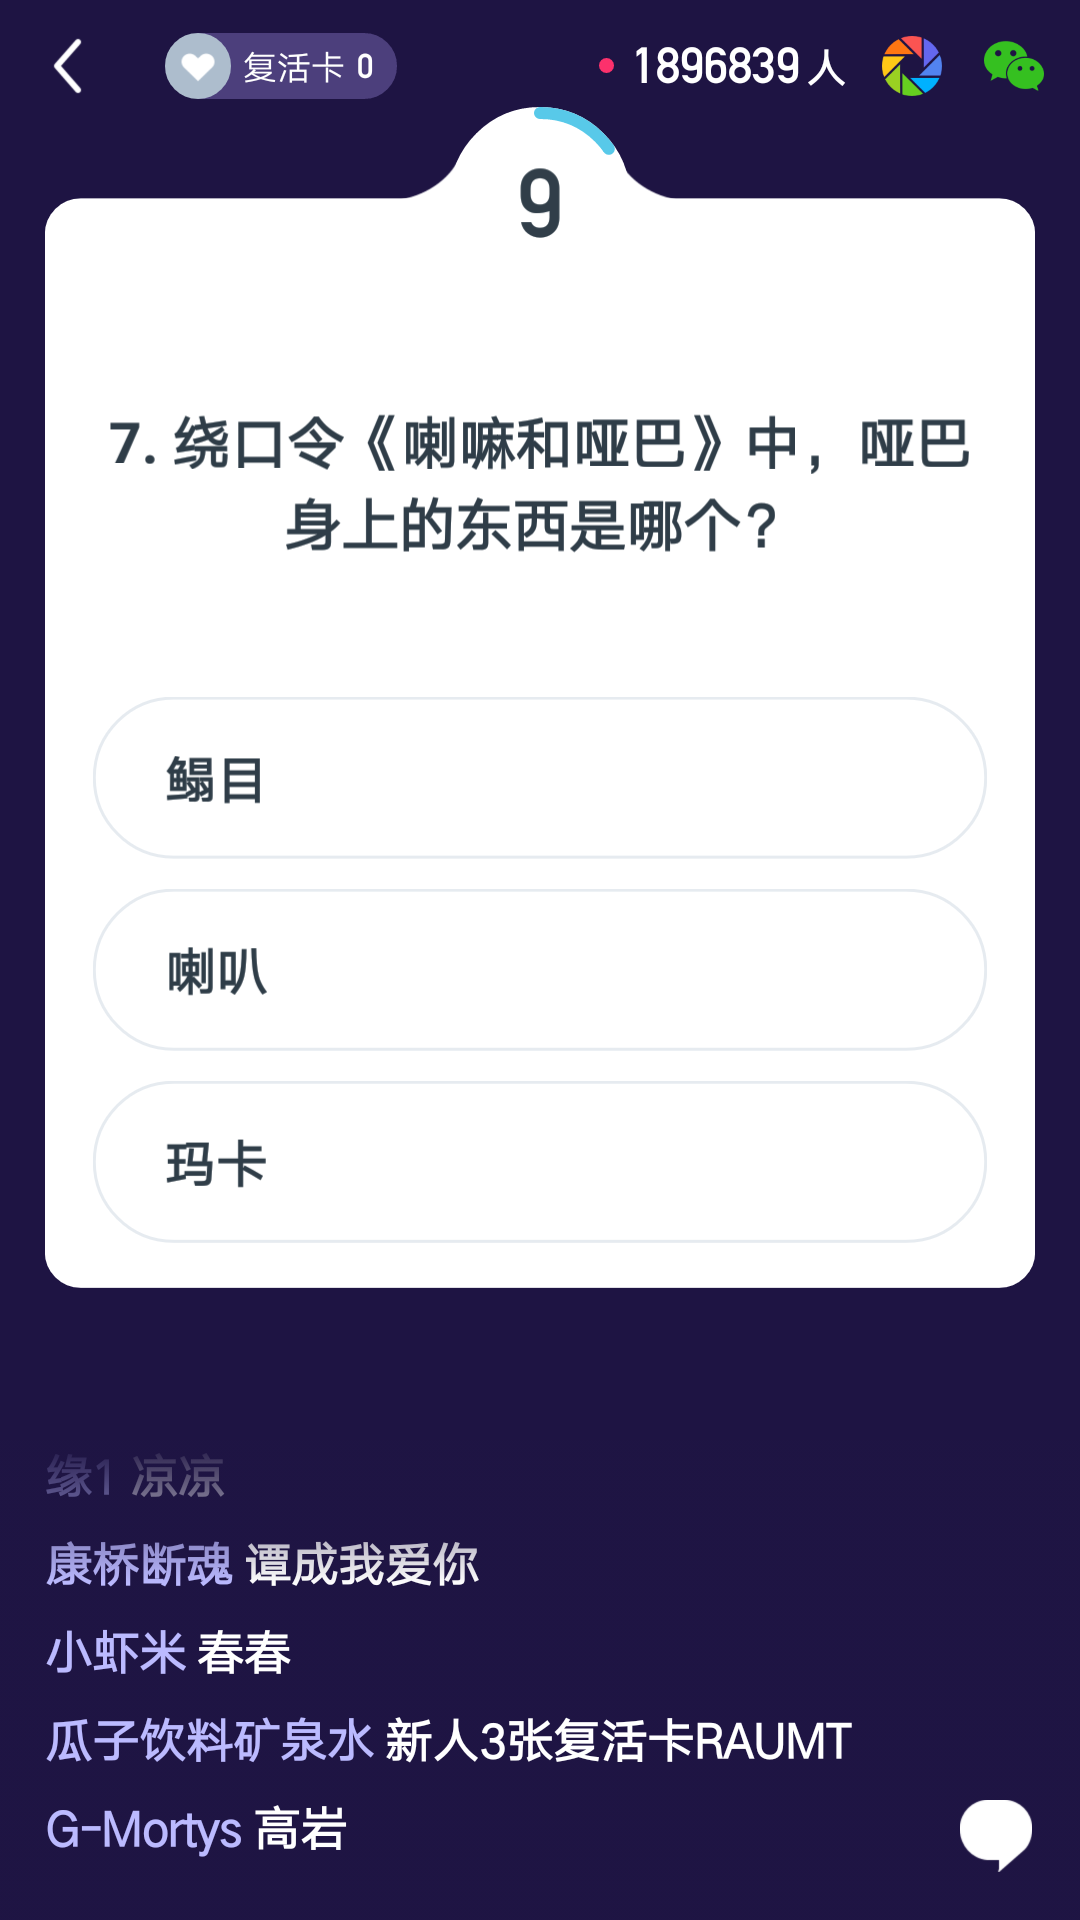 复活卡 0
1896839 人
9
7. 绕口令《喇嘛和哑巴》中，哑巴
身上的东西是哪个？
鳎目
喇叭
玛卡
缘1 凉凉
康桥断魂 谭成我爱你
小虾米 春春
瓜子饮料矿泉水 新人3张复活卡RAUMT
G-Mortys 高岩